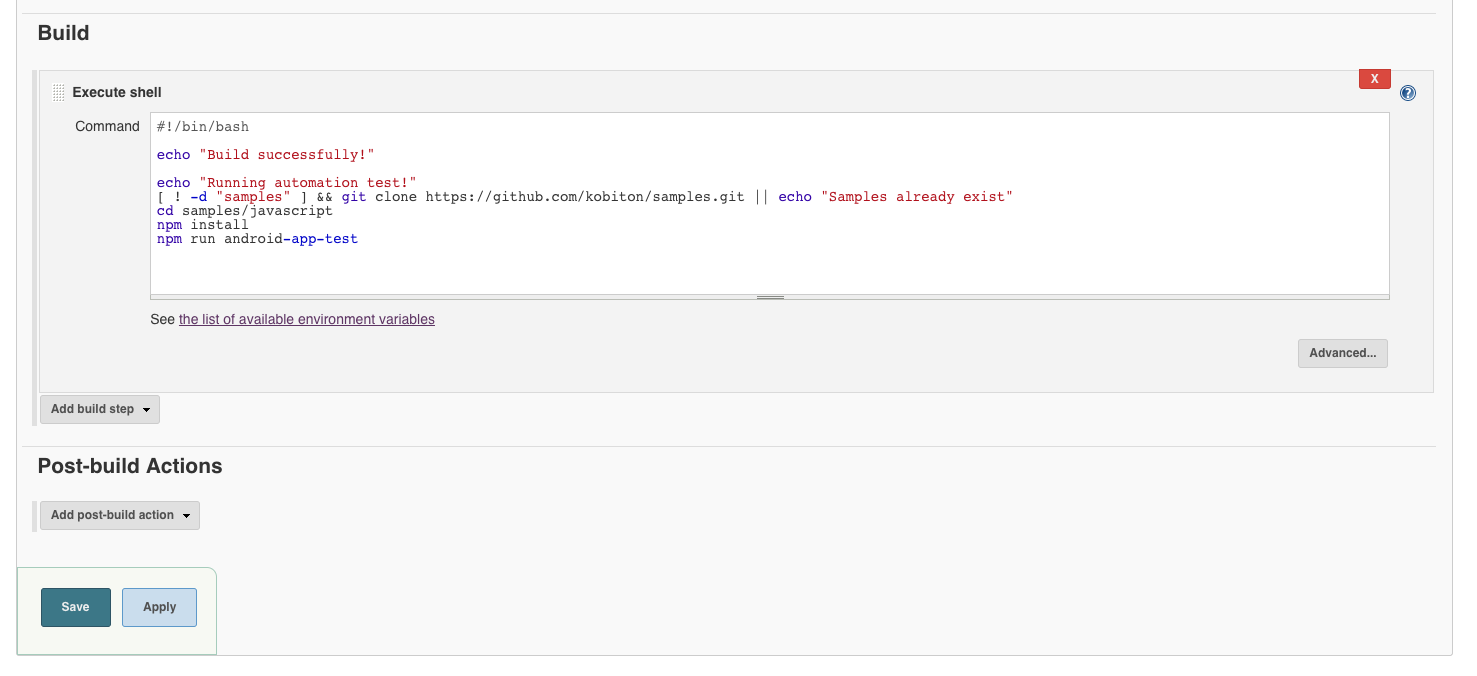 Build
X
Execute shell
?
Command
#!/bin/bash
echo "Build successfully!"
echo "Running automation test!"
[ ! -d "samples" ] && git clone https://github.com/kobiton/samples.git || echo "Samples already exist"
cd samples/javascript
npm install
npm run android-app-test
See the list of available environment variables
Advanced...
Add build step
Post-build Actions
Add post-build action
Save Apply